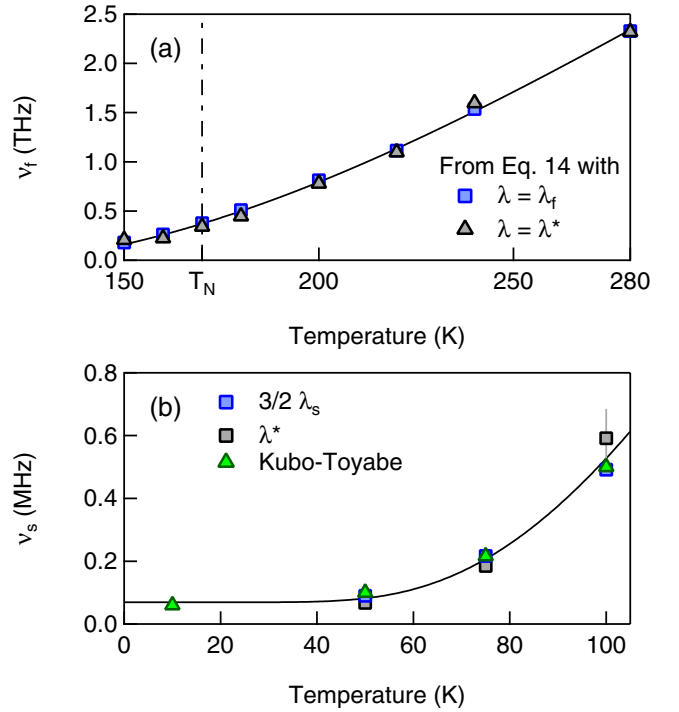 2.5
(a)
2.0
1.5
ν_f (THz)
1.0
From Eq. 14 with
λ = λ_f
0.5
λ = λ*
0.0
150 T_N 200 250 280
Temperature (K)
0.8
(b)
3/2 λ_s
λ*
0.6
Kubo-Toyabe
ν_s (MHz)
0.4
0.2
0.0
0 20 40 60 80 100
Temperature (K)